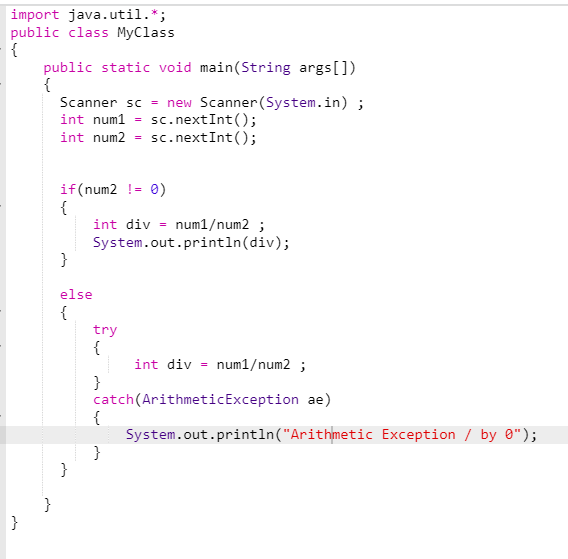 import java.util.*;
public class MyClass
{
    public static void main(String args[])
    {
      Scanner sc = new Scanner(System.in) ;
      int num1 = sc.nextInt();
      int num2 = sc.nextInt();
      if(num2 != 0)
      {
          int div = num1/num2 ;
          System.out.println(div);
      }
      else
      {
          try
          {
               int div = num1/num2 ;
          }
          catch(ArithmeticException ae)
          {
              System.out.println("Arithmetic Exception / by 0");
          }
      }
    }
}